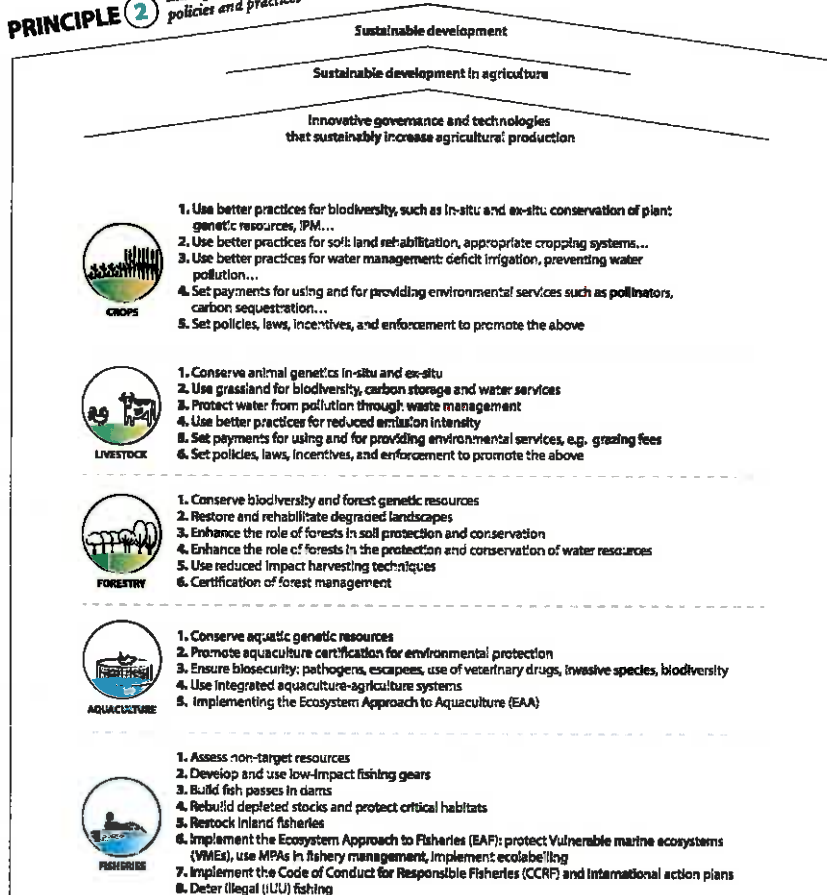 PRINCIPLE 2
policies and practices
Sustainable development
Sustainable development in agriculture
Innovative governance and technologies
that sustainably increase agricultural production
CROPS
1. Use better practices for biodiversity, such as in-situ and ex-situ conservation of plant
genetic resources, IPM...
2. Use better practices for soil: land rehabilitation, appropriate cropping systems...
3. Use better practices for water management: deficit irrigation, preventing water
pollution...
4. Set payments for using and for providing environmental services such as pollinators,
carbon sequestration...
5. Set policies, laws, incentives, and enforcement to promote the above
LIVESTOCK
1. Conserve animal genetics in-situ and ex-situ
2. Use grassland for biodiversity, carbon storage and water services
3. Protect water from pollution through waste management
4. Use better practices for reduced emission intensity
5. Set payments for using and for providing environmental services, e.g. grazing fees
6. Set policies, laws, incentives, and enforcement to promote the above
FORESTRY
1. Conserve biodiversity and forest genetic resources
2. Restore and rehabilitate degraded landscapes
3. Enhance the role of forests in soil protection and conservation
4. Enhance the role of forests in the protection and conservation of water resources
5. Use reduced impact harvesting techniques
6. Certification of forest management
AQUACULTURE
1. Conserve aquatic genetic resources
2. Promote aquaculture certification for environmental protection
3. Ensure biosecurity: pathogens, escapees, use of veterinary drugs, invasive species, biodiversity
4. Use integrated aquaculture-agriculture systems
5. Implementing the Ecosystem Approach to Aquaculture (EAA)
FISHERIES
1. Assess non-target resources
2. Develop and use low-impact fishing gears
3. Build fish passes in dams
4. Rebuild depleted stocks and protect critical habitats
5. Restock inland fisheries
6. Implement the Ecosystem Approach to Fisheries (EAF): protect Vulnerable marine ecosystems
(VMEs), use MPAs in fishery management, implement ecolabelling
7. Implement the Code of Conduct for Responsible Fisheries (CCRF) and international action plans
8. Deter illegal (IUU) fishing